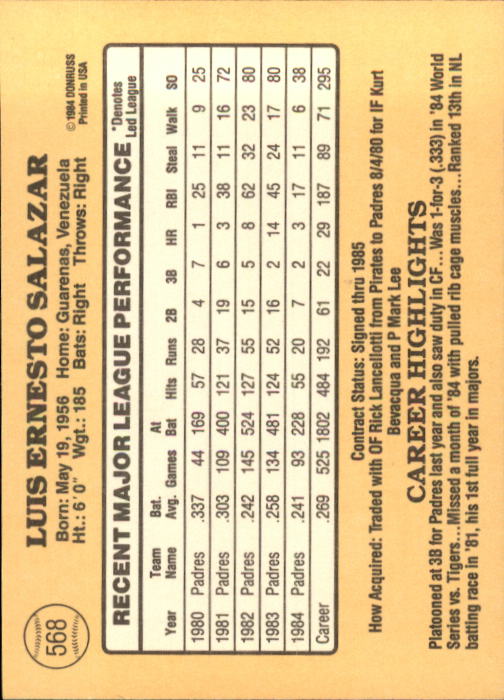 568
LUIS ERNESTO SALAZAR
Born: May 19, 1956 Home: Guarenas, Venezuela
Ht.: 6' 0" Wgt.: 185 Bats: Right Throws: Right
© 1984 DONRUSS
Printed in USA
RECENT MAJOR LEAGUE PERFORMANCE
*Denotes
Led League
Year Team Name Bat. Avg. Games At Bat Hits Runs 2B 3B HR RBI Steal Walk SO
1980 Padres .337 44 169 57 28 4 7 1 25 11 9 25
1981 Padres .303 109 400 121 37 19 6 3 38 11 16 72
1982 Padres .242 145 524 127 55 15 5 8 62 32 23 80
1983 Padres .258 134 481 124 52 16 2 14 45 24 17 80
1984 Padres .241 93 228 55 20 7 2 3 17 11 6 38
Career .269 525 1802 484 192 61 22 29 187 89 71 295
Contract Status: Signed thru 1985
How Acquired: Traded with OF Rick Lancellotti from Pirates to Padres 8/4/80 for IF Kurt
Bevacqua and P Mark Lee
CAREER HIGHLIGHTS
Platooned at 3B for Padres last year and also saw duty in CF...Was 1-for-3 (.333) in '84 World
Series vs. Tigers...Missed a month of '84 with pulled rib cage muscles...Ranked 13th in NL
batting race in '81, his 1st full year in majors.